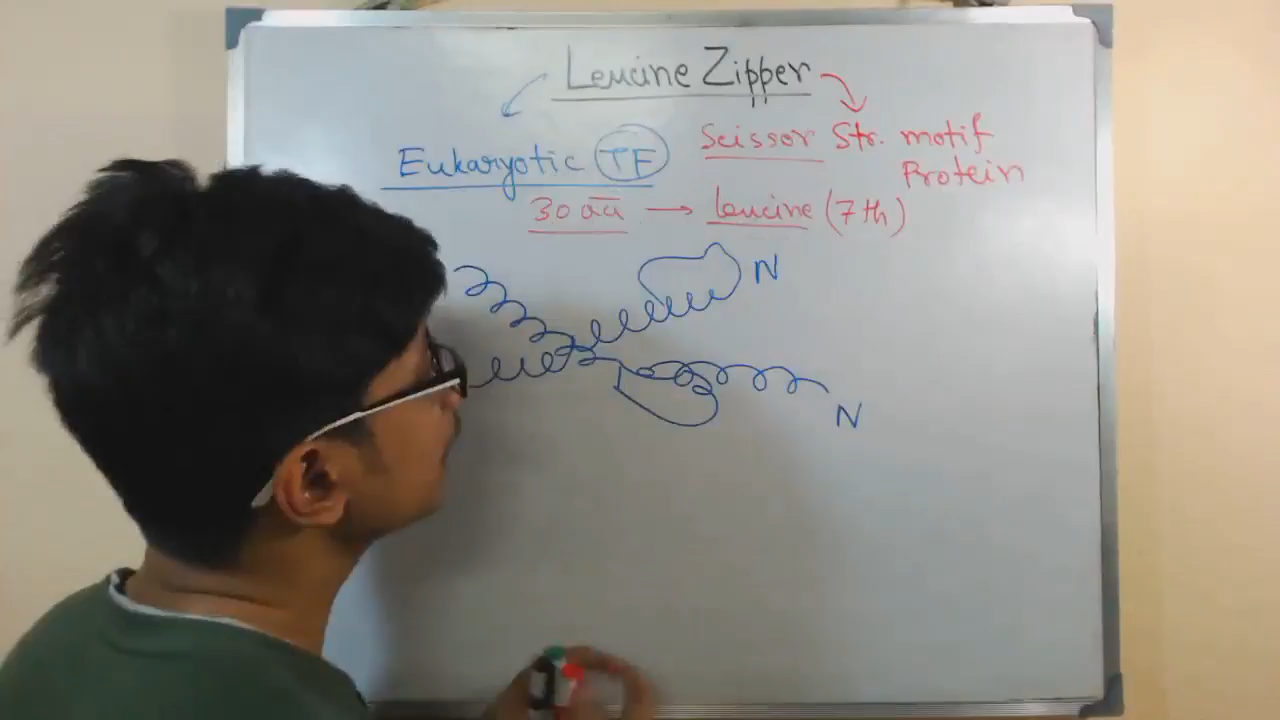 Leucine Zipper
Eukaryotic TF
Scissor Str. motif
Protein
30 aa → leucine (7th)
N
N